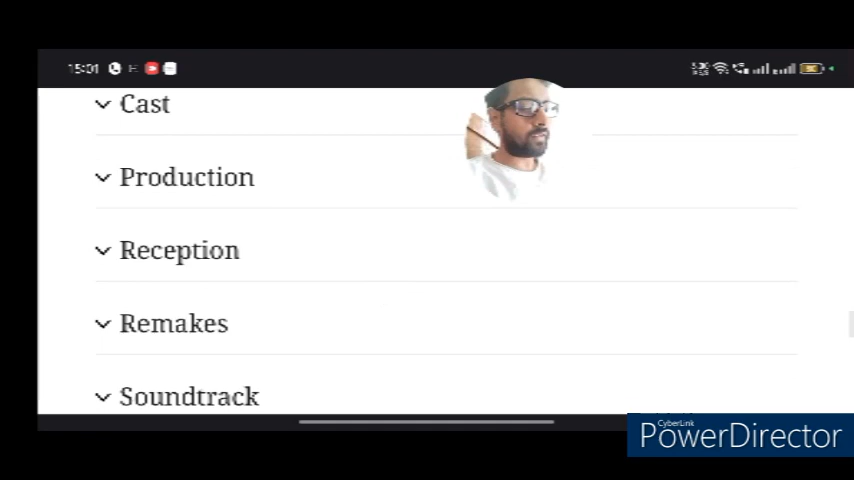 15:01
Cast
Production
Reception
Remakes
Soundtrack
CyberLink
PowerDirector